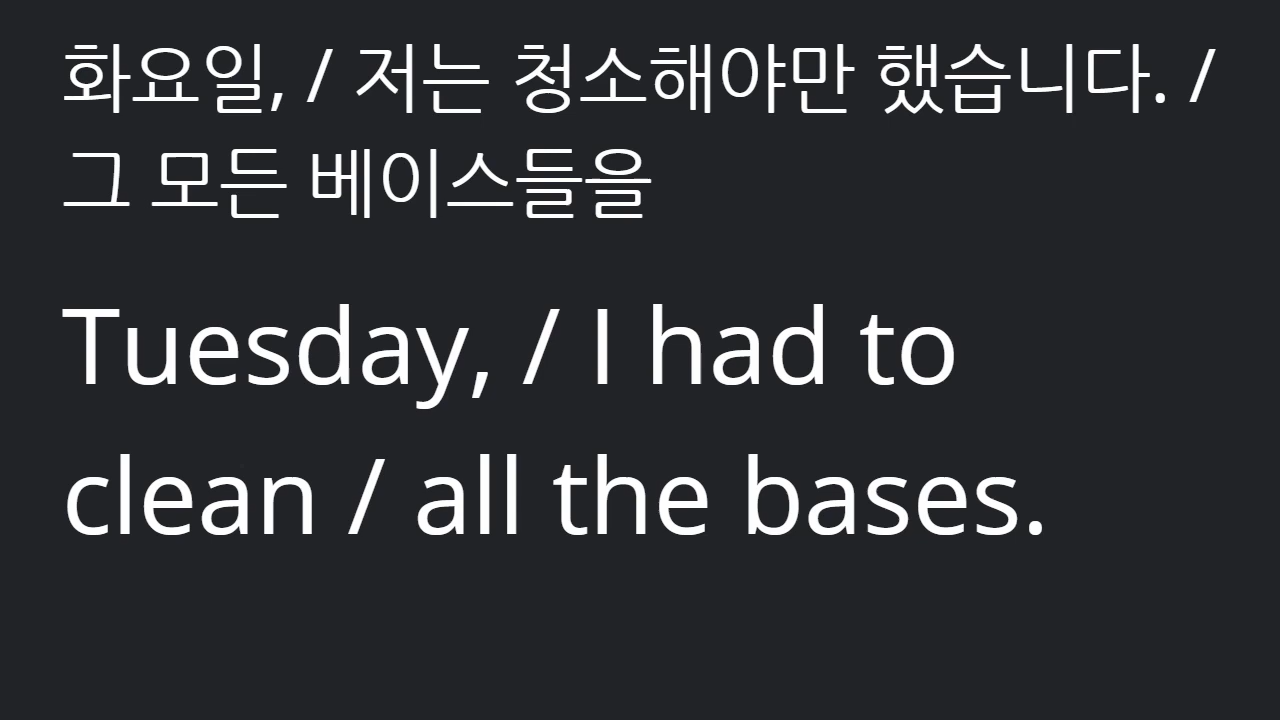 화요일, / 저는 청소해야만 했습니다. /
그 모든 베이스들을
Tuesday, / I had to
clean / all the bases.